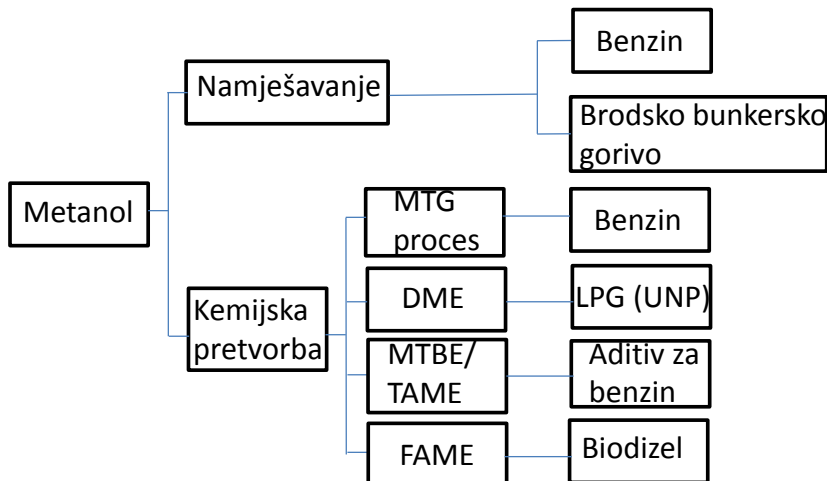 Metanol
Namješavanje
Benzin
Brodsko bunkersko
gorivo
Kemijska
pretvorba
MTG
proces
Benzin
DME
LPG (UNP)
MTBE/
TAME
Aditiv za
benzin
FAME
Biodizel